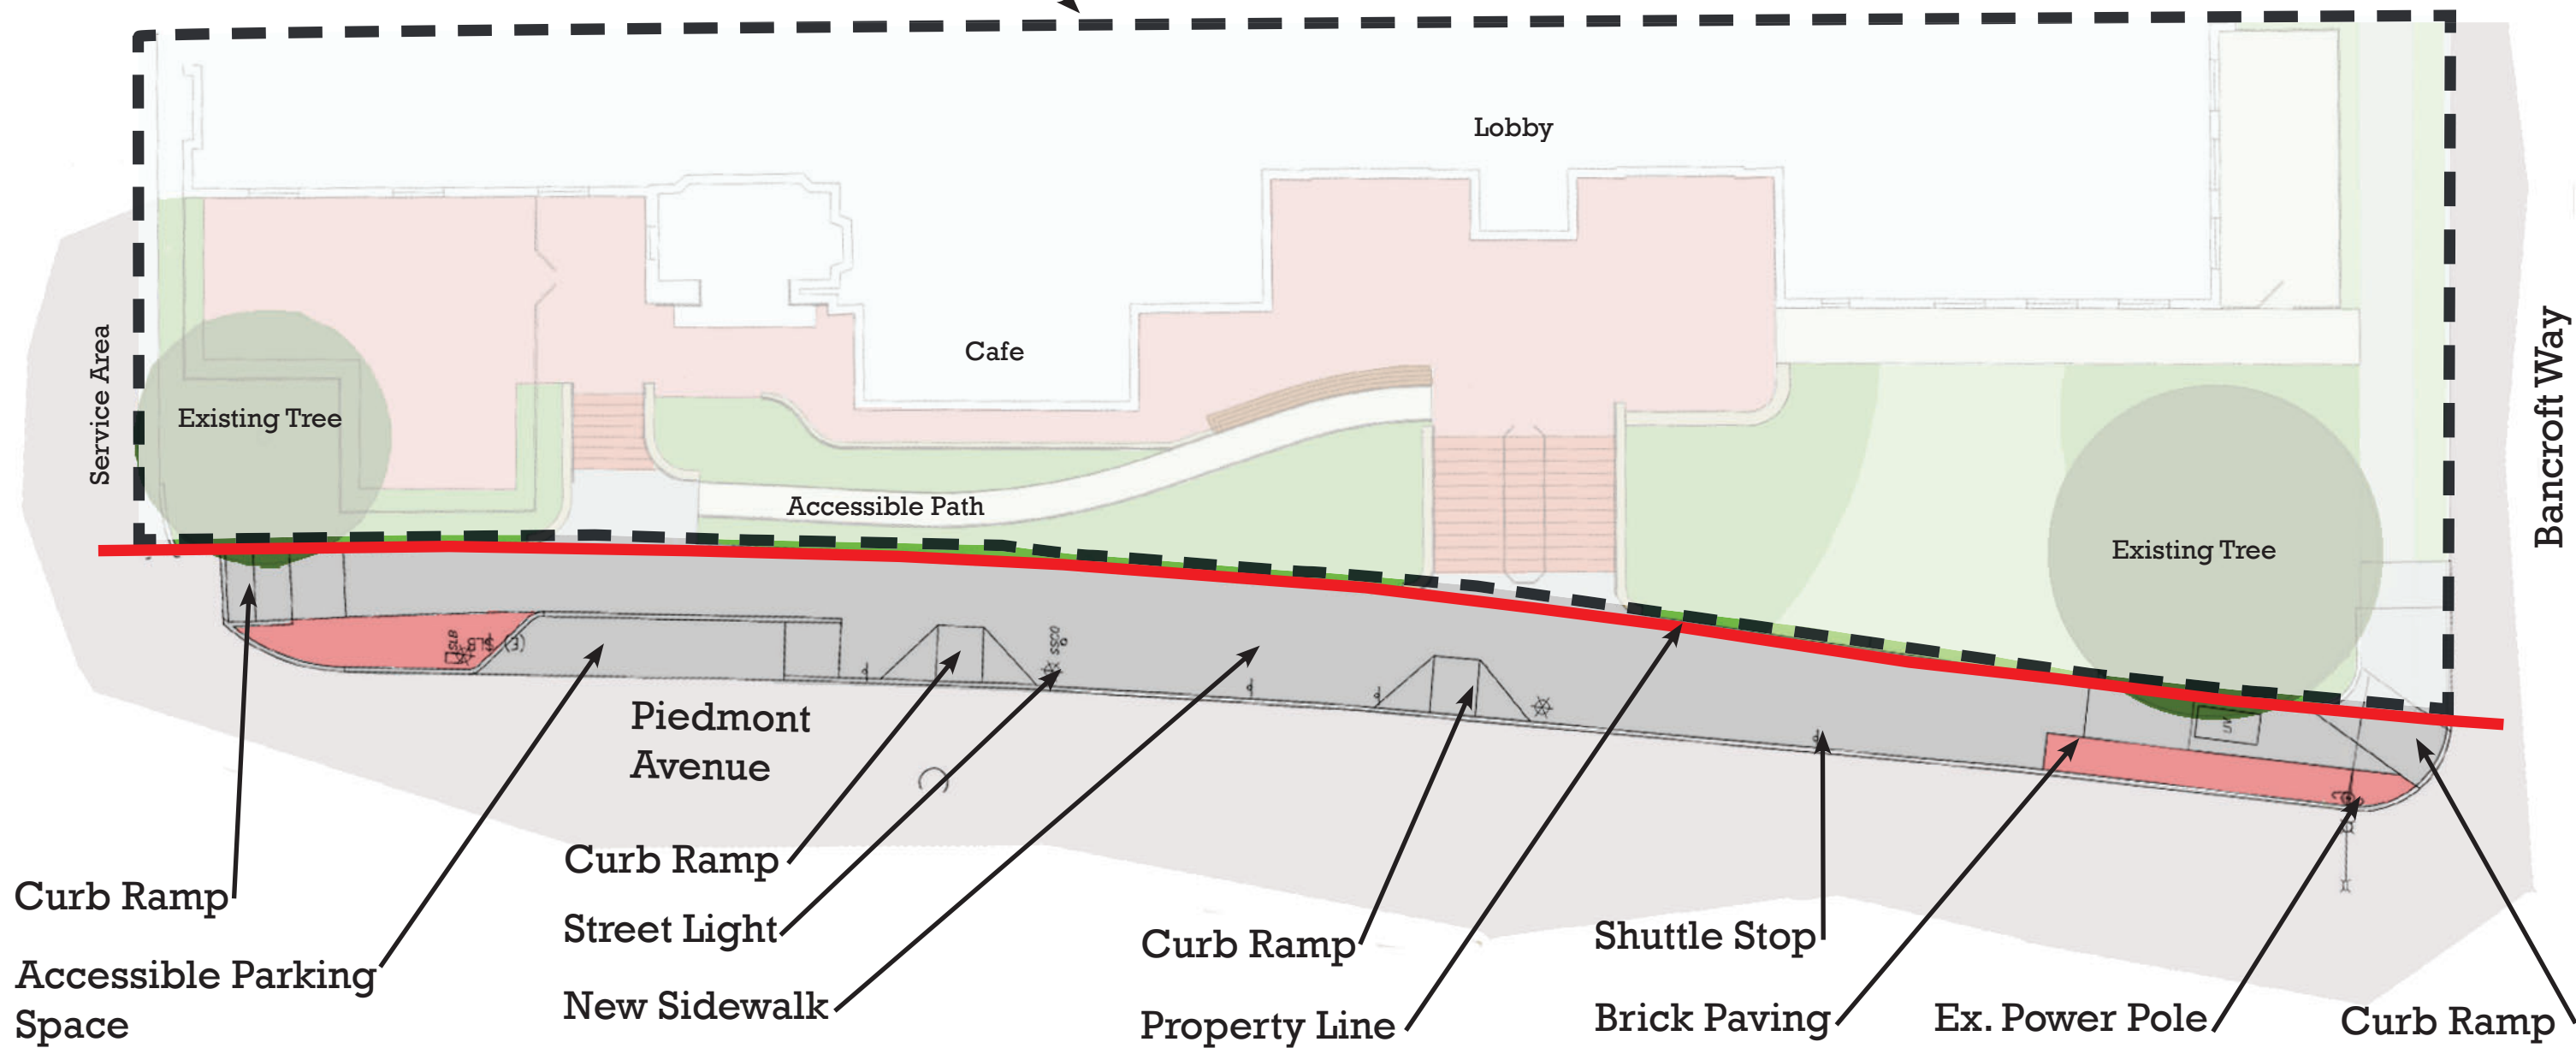 Lobby
Cafe
Service Area
Existing Tree
Accessible Path
Existing Tree
Bancroft Way
(3)
Piedmont
Avenue
Curb Ramp
Accessible Parking
Space
Curb Ramp
Street Light
New Sidewalk
Curb Ramp
Property Line
Shuttle Stop
Brick Paving
Ex. Power Pole
Curb Ramp